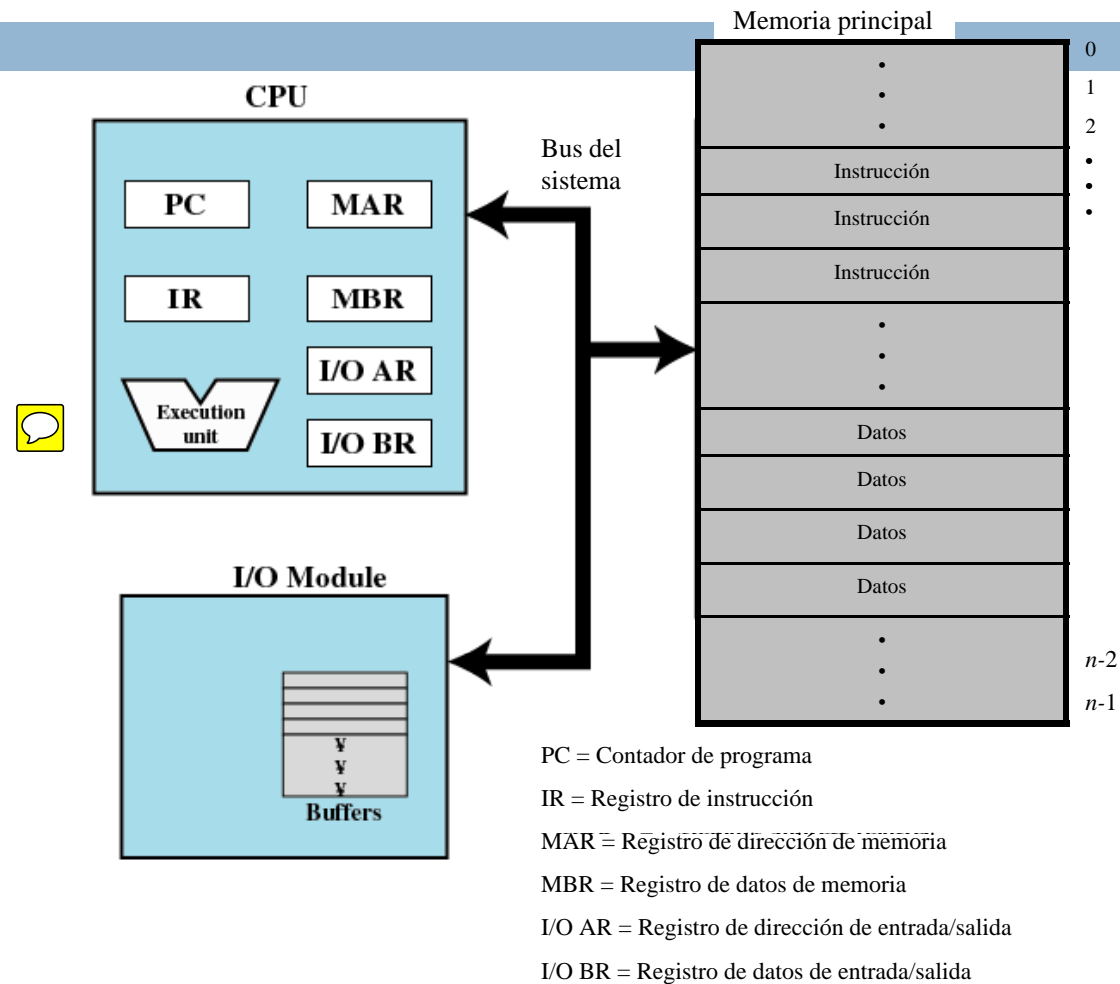 Memoria principal
CPU
PC
MAR
IR
MBR
I/O AR
Execution
unit
I/O BR
Bus del
sistema
•
•
•
Instrucción
Instrucción
Instrucción
•
•
•
Datos
Datos
Datos
Datos
•
•
•
0
1
2
•
•
•
n-2
n-1
I/O Module
¥
¥
¥
Buffers
PC = Contador de programa
IR = Registro de instrucción
MAR = Registro de dirección de memoria
MBR = Registro de datos de memoria
I/O AR = Registro de dirección de entrada/salida
I/O BR = Registro de datos de entrada/salida